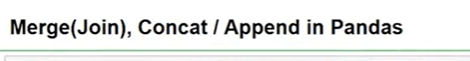 Merge(Join), Concat / Append in Pandas